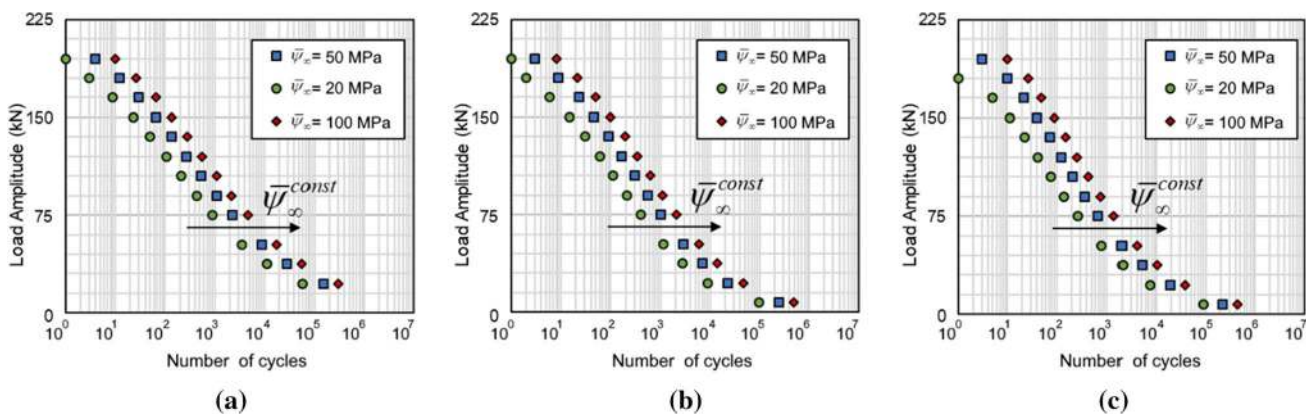 225
150
75
0
Load Amplitude (kN)
ψ̅∞= 50 MPa
ψ̅∞= 20 MPa
ψ̅∞= 100 MPa
ψ̅∞^const
10^0 10^1 10^2 10^3 10^4 10^5 10^6 10^7
Number of cycles
(a)
225
150
75
0
Load Amplitude (kN)
ψ̅∞= 50 MPa
ψ̅∞= 20 MPa
ψ̅∞= 100 MPa
ψ̅∞^const
10^0 10^1 10^2 10^3 10^4 10^5 10^6 10^7
Number of cycles
(b)
225
150
75
0
Load Amplitude (kN)
ψ̅∞= 50 MPa
ψ̅∞= 20 MPa
ψ̅∞= 100 MPa
ψ̅∞^const
10^0 10^1 10^2 10^3 10^4 10^5 10^6 10^7
Number of cycles
(c)